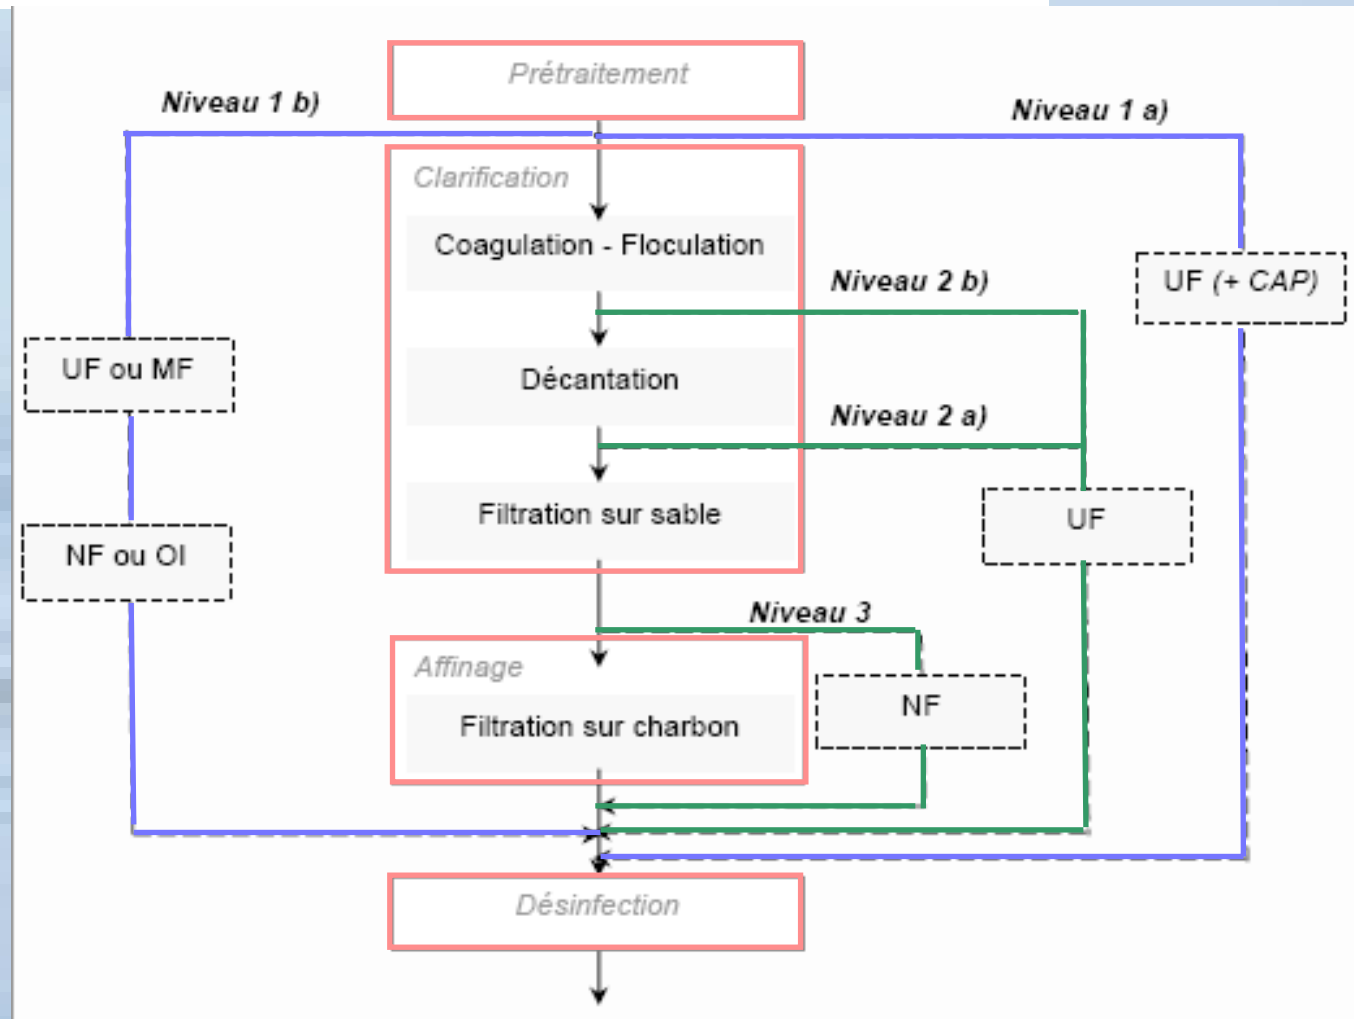 Prétraitement
Niveau 1 b)
Niveau 1 a)
Clarification
Coagulation - Floculation
Niveau 2 b)
UF (+ CAP)
UF ou MF
Décantation
Niveau 2 a)
Filtration sur sable
UF
NF ou OI
Niveau 3
Affinage
NF
Filtration sur charbon
Désinfection